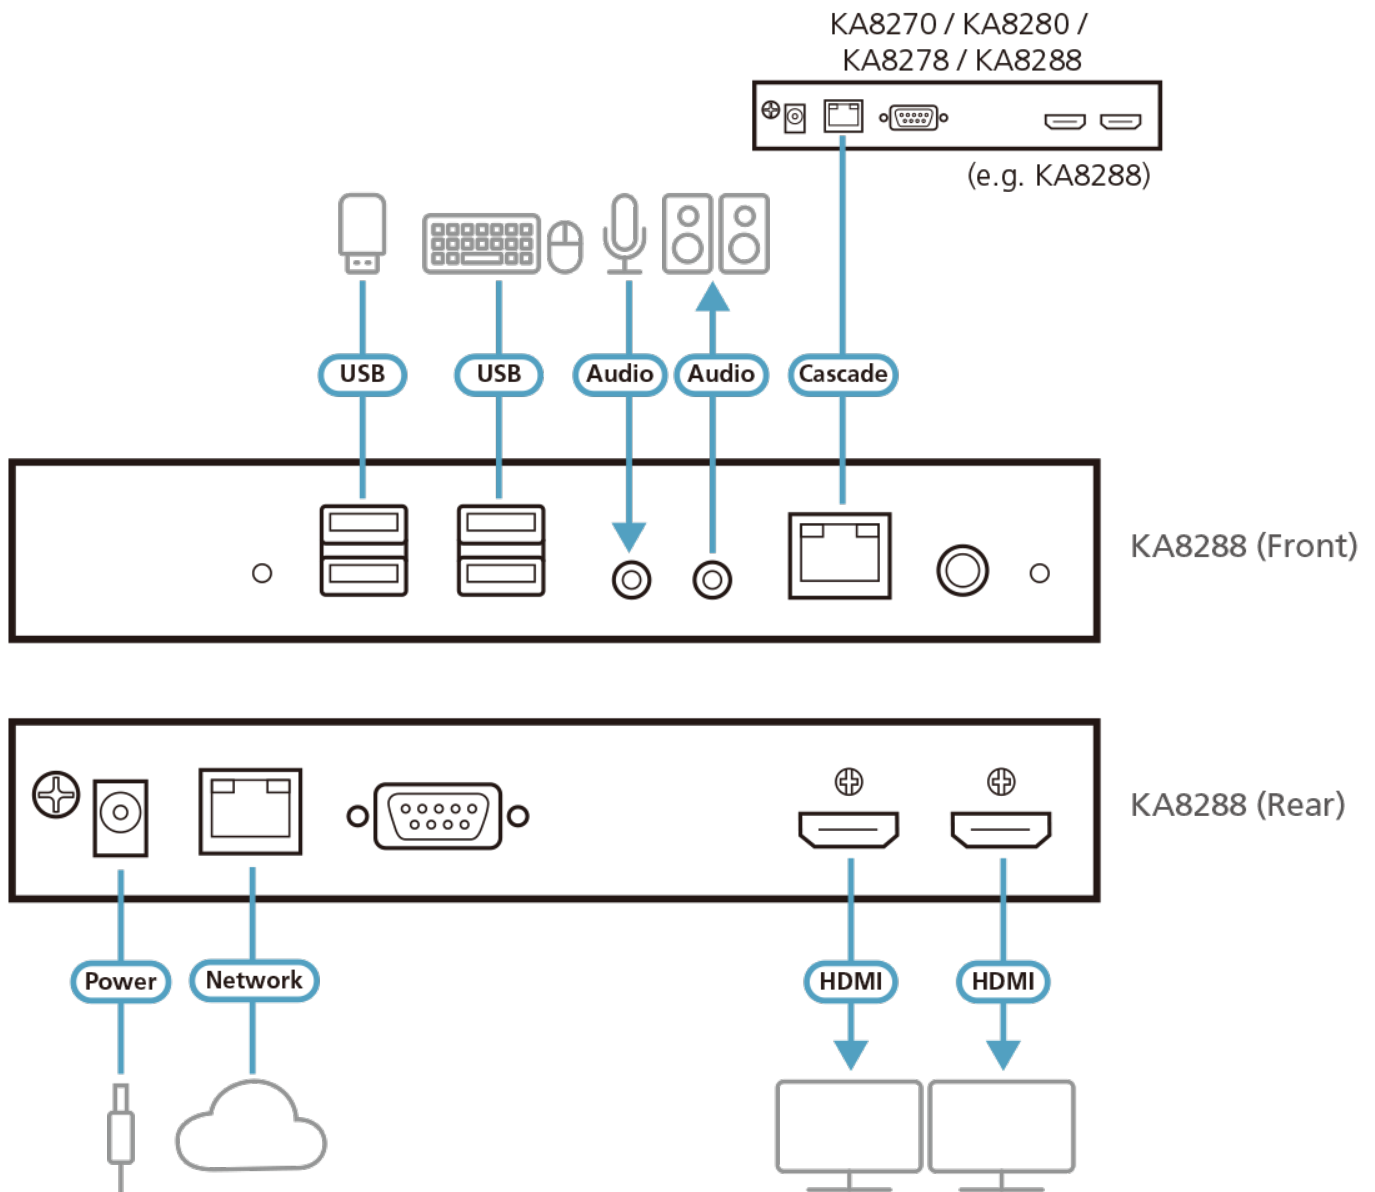 KA8270 / KA8280 /
KA8278 / KA8288
(e.g. KA8288)
USB
USB
Audio
Audio
Cascade
KA8288 (Front)
KA8288 (Rear)
Power
Network
HDMI
HDMI